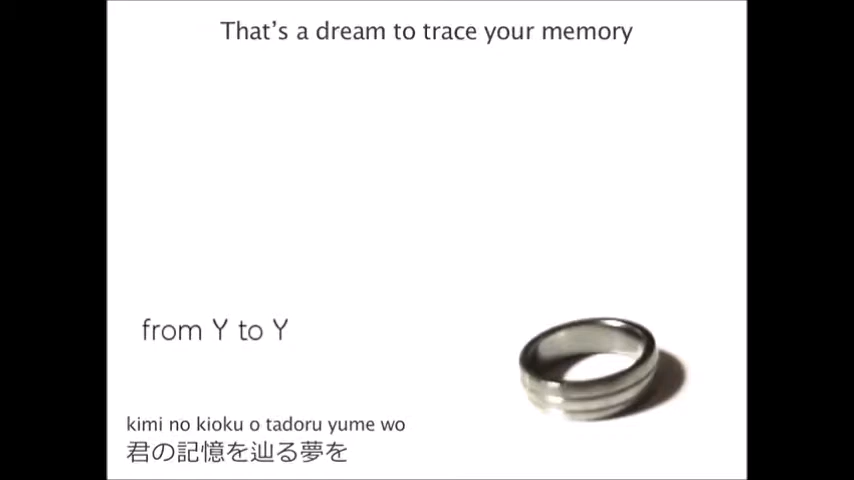 That's a dream to trace your memory
from Y to Y
kimi no kioku o tadoru yume wo
君の記憶を辿る夢を